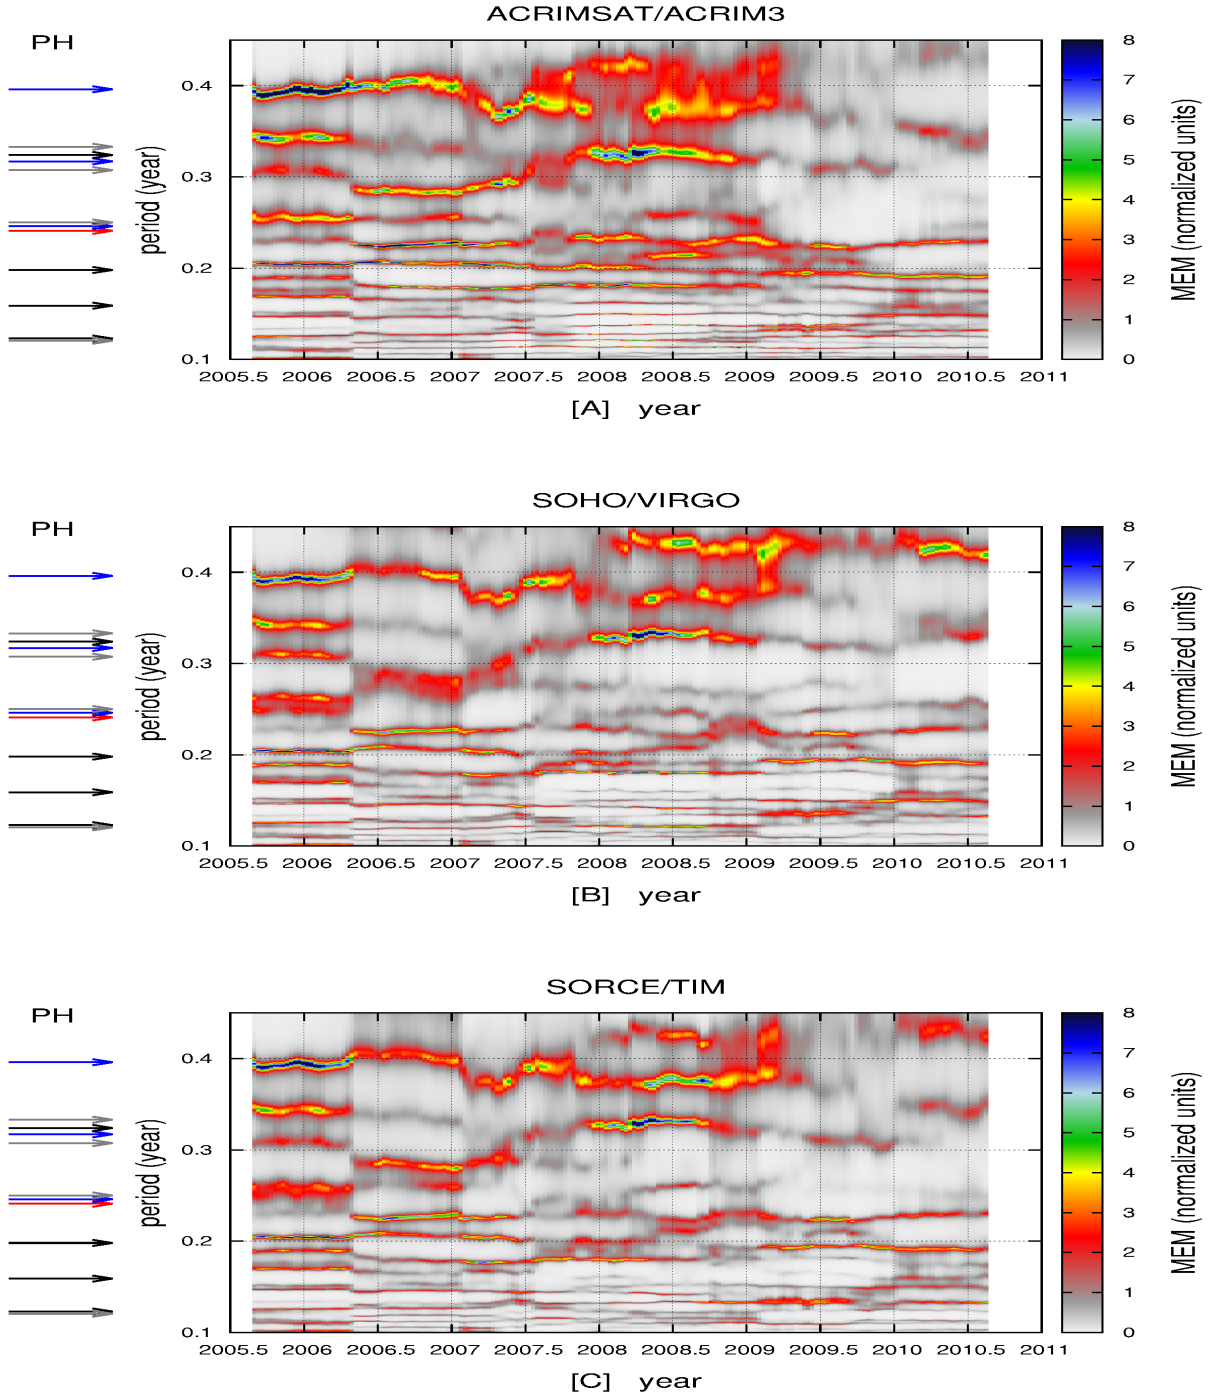 ACRIMSAT/ACRIM3
PH
period (year)
0.4
0.3
0.2
0.1
2005.5 2006 2006.5 2007 2007.5 2008 2008.5 2009 2009.5 2010 2010.5 2011
[A] year
8
7
6
5
4
3
2
1
0
MEM (normalized units)
SOHO/VIRGO
PH
period (year)
0.4
0.3
0.2
0.1
2005.5 2006 2006.5 2007 2007.5 2008 2008.5 2009 2009.5 2010 2010.5 2011
[B] year
8
7
6
5
4
3
2
1
0
MEM (normalized units)
SORCE/TIM
PH
period (year)
0.4
0.3
0.2
0.1
2005.5 2006 2006.5 2007 2007.5 2008 2008.5 2009 2009.5 2010 2010.5 2011
[C] year
8
7
6
5
4
3
2
1
0
MEM (normalized units)